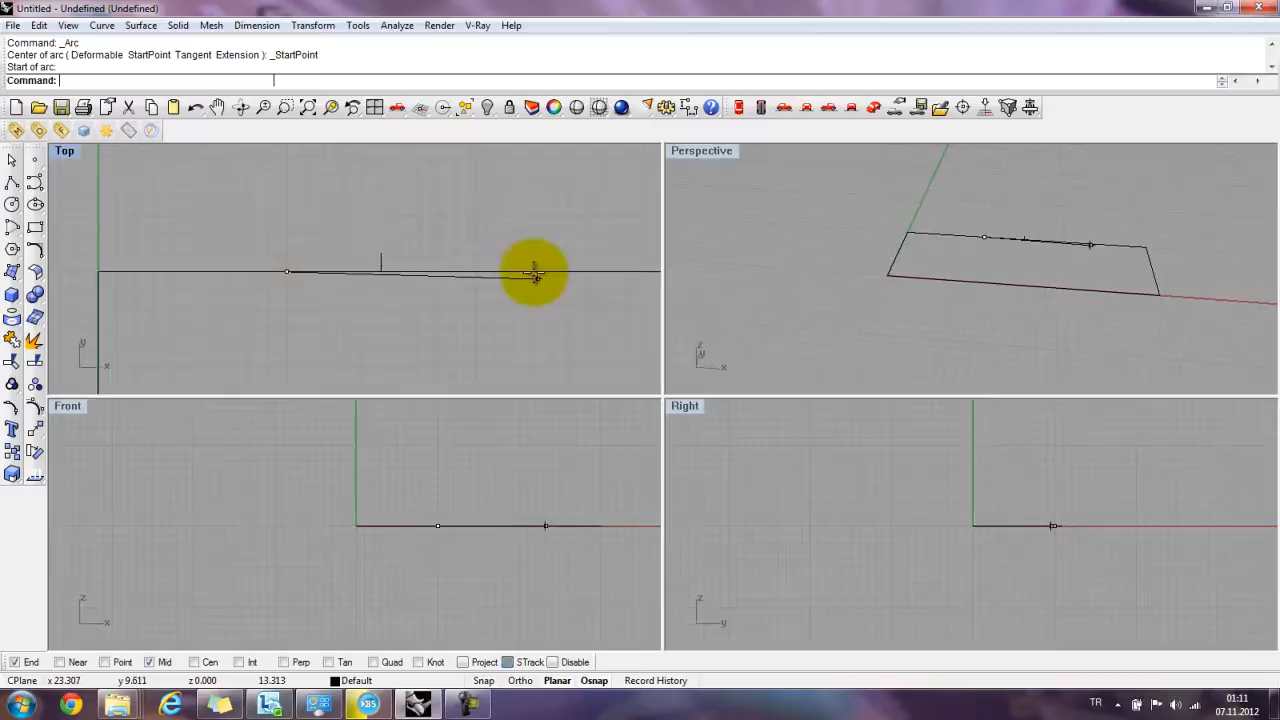 Untitled - Undefined (Undefined)
File Edit View Curve Surface Solid Mesh Dimension Transform Tools Analyze Render V-Ray Help
Command: _Arc
Center of arc ( Deformable StartPoint Tangent Extension ): _StartPoint
Start of arc:
Command:
Top
y
x
Perspective
z
y
x
Front
z
x
Right
z
y
End Near Point Mid Cen Int Perp Tan Quad Knot Project STrack Disable
CPlane x 23.307 y 9.611 z 0.000 13.313 Default Snap Ortho Planar Osnap Record History
TR 01:11
07.11.2012